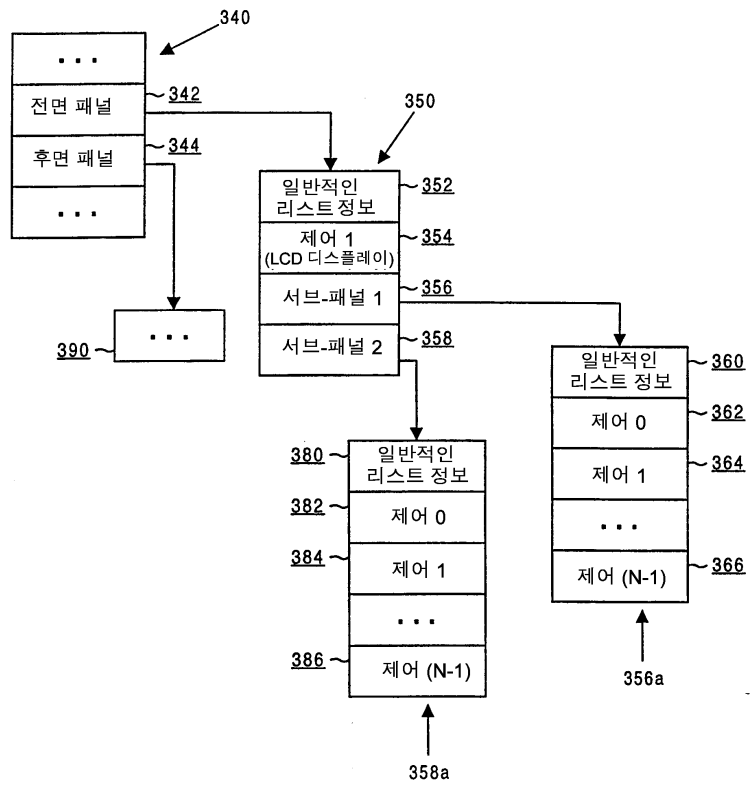 340
...
전면 패널
342
후면 패널
344
...
390
...
350
일반적인
리스트 정보
352
제어 1
(LCD 디스플레이)
354
서브-패널 1
356
서브-패널 2
358
일반적인
리스트 정보
360
제어 0
362
제어 1
364
...
제어 (N-1)
366
356a
380
일반적인
리스트 정보
382
제어 0
384
제어 1
...
386
제어 (N-1)
358a